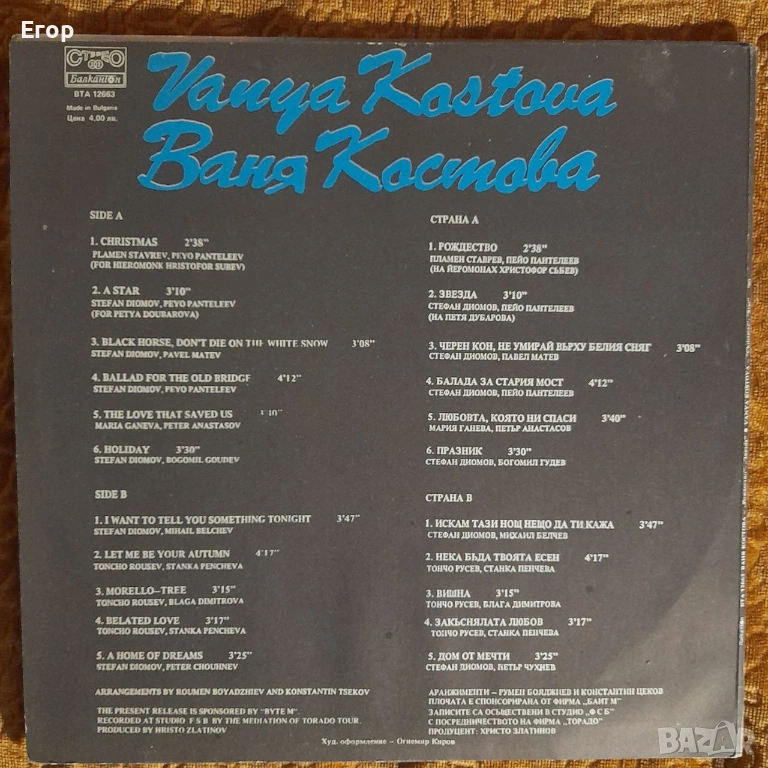 Егор
СТЕРЕО 33
Балкантон
ВТА 12663
Made in Bulgaria
Цена 4,00 лв.
Vanya Kostova
Ваня Костова
SIDE A
1. CHRISTMAS 2'38"
PLAMEN STAVREV, PEYO PANTELEEV
(FOR HIEROMONK HRISTOFOR SUBEV)
2. A STAR 3'10"
STEFAN DIOMOV, PEYO PANTELEEV
(FOR PETYA DOUBAROVA)
3. BLACK HORSE, DON'T DIE ON THE WHITE SNOW 3'08"
STEFAN DIOMOV, PAVEL MATEV
4. BALLAD FOR THE OLD BRIDGE 4'12"
STEFAN DIOMOV, PEYO PANTELEEV
5. THE LOVE THAT SAVED US
MARIA GANEVA, PETER ANASTASOV
6. HOLIDAY 3'30"
STEFAN DIOMOV, BOGOMIL GOUDEV
SIDE B
1. I WANT TO TELL YOU SOMETHING TONIGHT 3'47"
STEFAN DIOMOV, MIHAIL BELCHEV
2. LET ME BE YOUR AUTUMN 4'17"
TONCHO ROUSEV, STANKA PENCHEVA
3. MORELLO-TREE 3'15"
TONCHO ROUSEV, BLAGA DIMITROVA
4. BELATED LOVE 3'17"
TONCHO ROUSEV, STANKA PENCHEVA
5. A HOME OF DREAMS 3'25"
STEFAN DIOMOV, PETER CHOUHNEV
ARRANGEMENTS BY ROUMEN BOYADZHIEV AND KONSTANTIN TSEKOV
THE PRESENT RELEASE IS SPONSORED BY "BYTE M".
RECORDED AT STUDIO F S B BY THE MEDIATION OF TORADO TOUR.
PRODUCED BY HRISTO ZLATINOV
СТРАНА А
1. РОЖДЕСТВО 2'38"
ПЛАМЕН СТАВРЕВ, ПЕЙО ПАНТЕЛЕЕВ
(НА ЙЕРОМОНАХ ХРИСТОФОР СЪБЕВ)
2. ЗВЕЗДА 3'10"
СТЕФАН ДИОМОВ, ПЕЙО ПАНТЕЛЕЕВ
(НА ПЕТЯ ДУБАРОВА)
3. ЧЕРЕН КОН, НЕ УМИРАЙ ВЪРХУ БЕЛИЯ СНЯГ 3'08"
СТЕФАН ДИОМОВ, ПАВЕЛ МАТЕВ
4. БАЛАДА ЗА СТАРИЯ МОСТ 4'12"
СТЕФАН ДИОМОВ, ПЕЙО ПАНТЕЛЕЕВ
5. ЛЮБОВТА, КОЯТО НИ СПАСИ 3'40"
МАРИЯ ГАНЕВА, ПЕТЪР АНАСТАСОВ
6. ПРАЗНИК 3'30"
СТЕФАН ДИОМОВ, БОГОМИЛ ГУДЕВ
СТРАНА В
1. ИСКАМ ТАЗИ НОЩ НЕЩО ДА ТИ КАЖА 3'47"
СТЕФАН ДИОМОВ, МИХАИЛ БЕЛЧЕВ
2. НЕКА БЪДА ТВОЯТА ЕСЕН 4'17"
ТОНЧО РУСЕВ, СТАНКА ПЕНЧЕВА
3. ВИШНА 3'15"
ТОНЧО РУСЕВ, БЛАГА ДИМИТРОВА
4. ЗАКЪСНЯЛАТА ЛЮБОВ 3'17"
ТОНЧО РУСЕВ, СТАНКА ПЕНЧЕВА
5. ДОМ ОТ МЕЧТИ 3'25"
СТЕФАН ДИОМОВ, ПЕТЪР ЧУХНЕВ
АРАНЖИМЕНТИ - РУМЕН БОЯДЖИЕВ И КОНСТАНТИН ЦЕКОВ
ПЛОЧАТА Е СПОНСОРИРАНА ОТ ФИРМА „БАИТ М"
ЗАПИСИТЕ СА ОСЪЩЕСТВЕНИ В СТУДИО „Ф С Б"
С ПОСРЕДНИЧЕСТВОТО НА ФИРМА „ТОРАДО"
ПРОДУЦЕНТ: ХРИСТО ЗЛАТИНОВ
Худ. оформление - Огнемир Киров
BAZAR